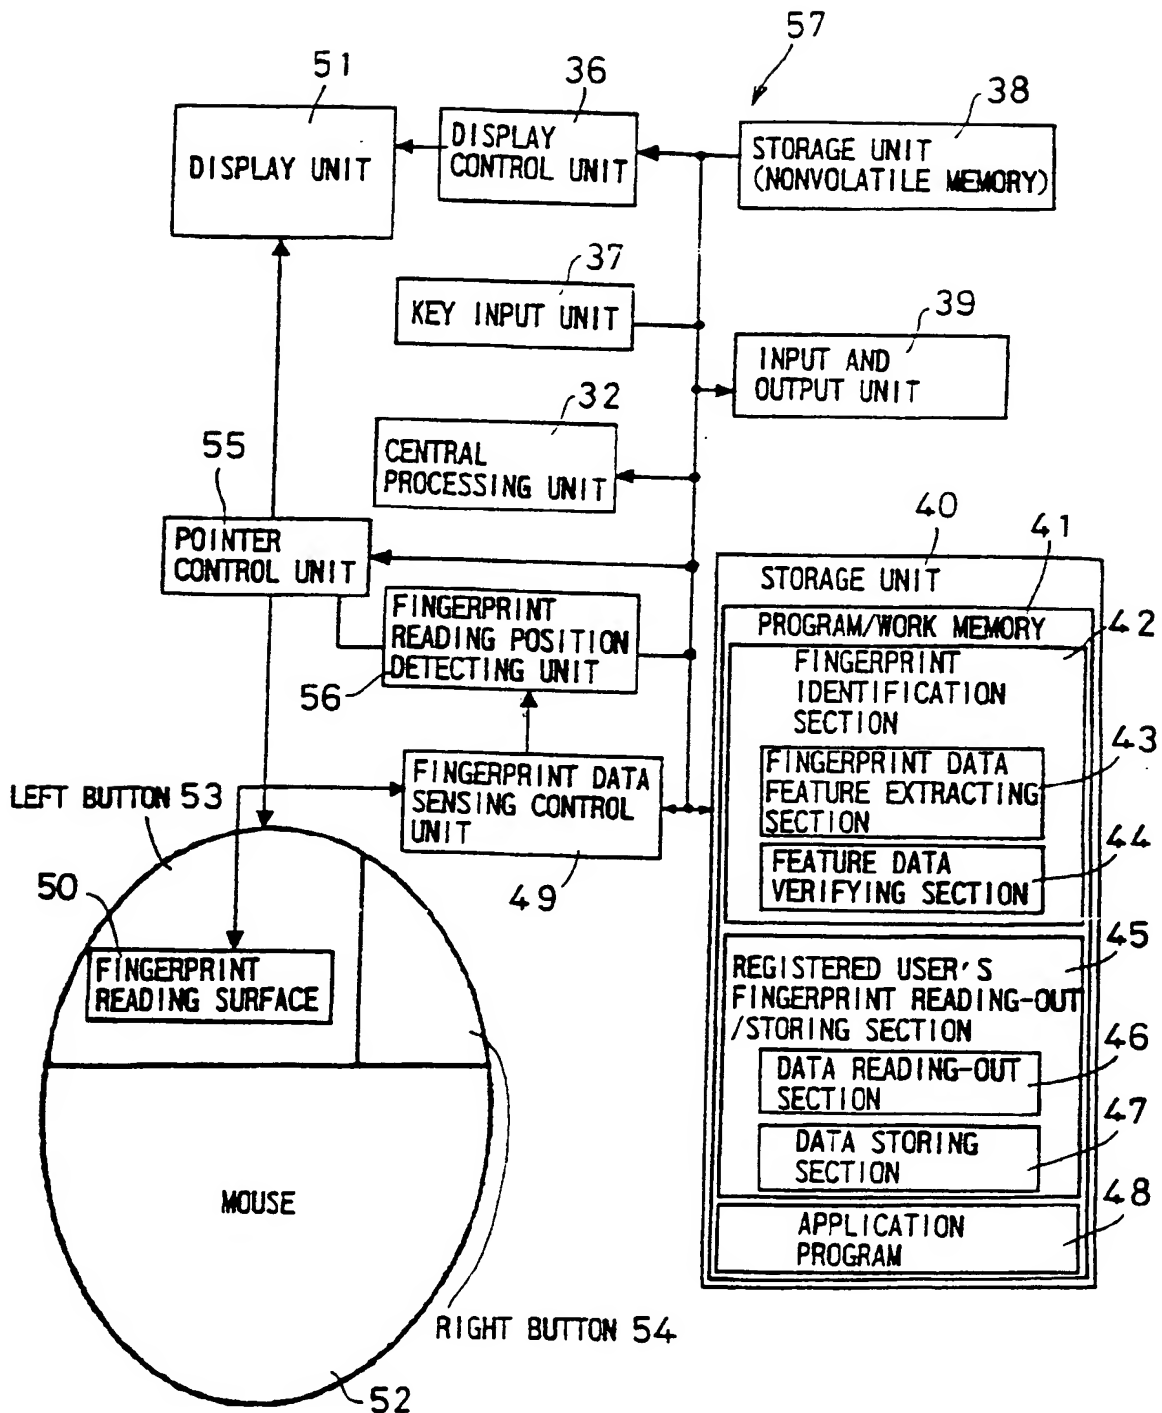 57
51
36
38
DISPLAY UNIT
DISPLAY
CONTROL UNIT
STORAGE UNIT
(NONVOLATILE MEMORY)
37
KEY INPUT UNIT
39
INPUT AND
OUTPUT UNIT
32
CENTRAL
PROCESSING UNIT
55
POINTER
CONTROL UNIT
40
41
STORAGE UNIT
PROGRAM/WORK MEMORY
42
FINGERPRINT
READING POSITION
DETECTING UNIT
56
FINGERPRINT
IDENTIFICATION
SECTION
43
FINGERPRINT DATA
FEATURE EXTRACTING
SECTION
44
FEATURE DATA
VERIFYING SECTION
FINGERPRINT DATA
SENSING CONTROL
UNIT
49
LEFT BUTTON 53
50
FINGERPRINT
READING SURFACE
45
REGISTERED USER'S
FINGERPRINT READING-OUT
/STORING SECTION
46
DATA READING-OUT
SECTION
47
DATA STORING
SECTION
48
APPLICATION
PROGRAM
MOUSE
RIGHT BUTTON 54
52